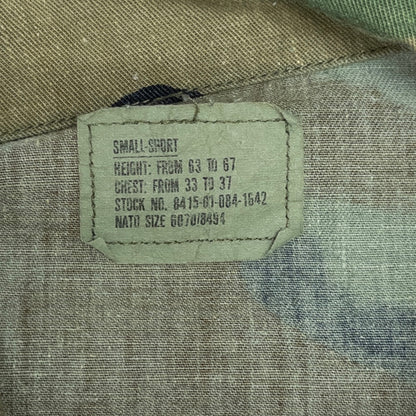 SMALL-SHORT
HEIGHT: FROM 63 TO 67
CHEST: FROM 33 TO 37
STOCK NO. 8415-01-084-1642
NATO SIZE 6070/8494